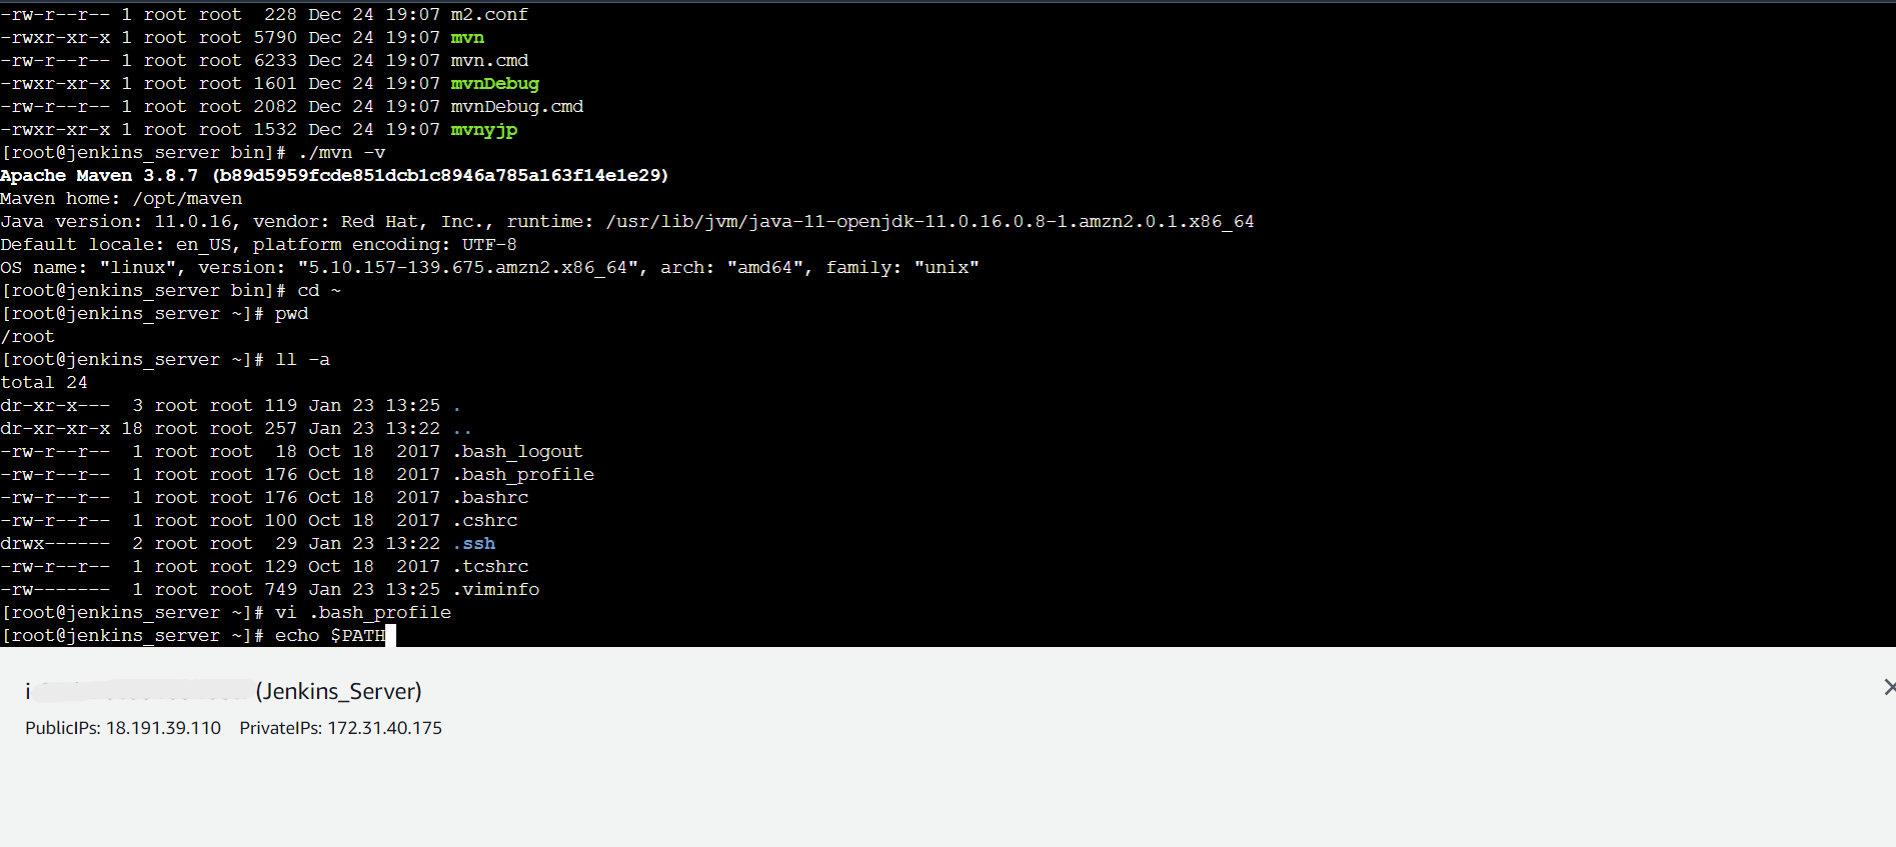 -rw-r--r-- 1 root root  228 Dec 24 19:07 m2.conf
-rwxr-xr-x 1 root root 5790 Dec 24 19:07 mvn
-rw-r--r-- 1 root root 6233 Dec 24 19:07 mvn.cmd
-rwxr-xr-x 1 root root 1601 Dec 24 19:07 mvnDebug
-rw-r--r-- 1 root root 2082 Dec 24 19:07 mvnDebug.cmd
-rwxr-xr-x 1 root root 1532 Dec 24 19:07 mvnyjp
[root@jenkins_server bin]# ./mvn -v
Apache Maven 3.8.7 (b89d5959fcde851dcb1c8946a785a163f14e1e29)
Maven home: /opt/maven
Java version: 11.0.16, vendor: Red Hat, Inc., runtime: /usr/lib/jvm/java-11-openjdk-11.0.16.0.8-1.amzn2.0.1.x86_64
Default locale: en_US, platform encoding: UTF-8
OS name: "linux", version: "5.10.157-139.675.amzn2.x86_64", arch: "amd64", family: "unix"
[root@jenkins_server bin]# cd ~
[root@jenkins_server ~]# pwd
/root
[root@jenkins_server ~]# ll -a
total 24
dr-xr-x---  3 root root 119 Jan 23 13:25 .
dr-xr-xr-x 18 root root 257 Jan 23 13:22 ..
-rw-r--r--  1 root root  18 Oct 18  2017 .bash_logout
-rw-r--r--  1 root root 176 Oct 18  2017 .bash_profile
-rw-r--r--  1 root root 176 Oct 18  2017 .bashrc
-rw-r--r--  1 root root 100 Oct 18  2017 .cshrc
drwx------  2 root root  29 Jan 23 13:22 .ssh
-rw-r--r--  1 root root 129 Oct 18  2017 .tcshrc
-rw-------  1 root root 749 Jan 23 13:25 .viminfo
[root@jenkins_server ~]# vi .bash_profile
[root@jenkins_server ~]# echo $PATH
i (Jenkins_Server)
PublicIPs: 18.191.39.110 PrivateIPs: 172.31.40.175